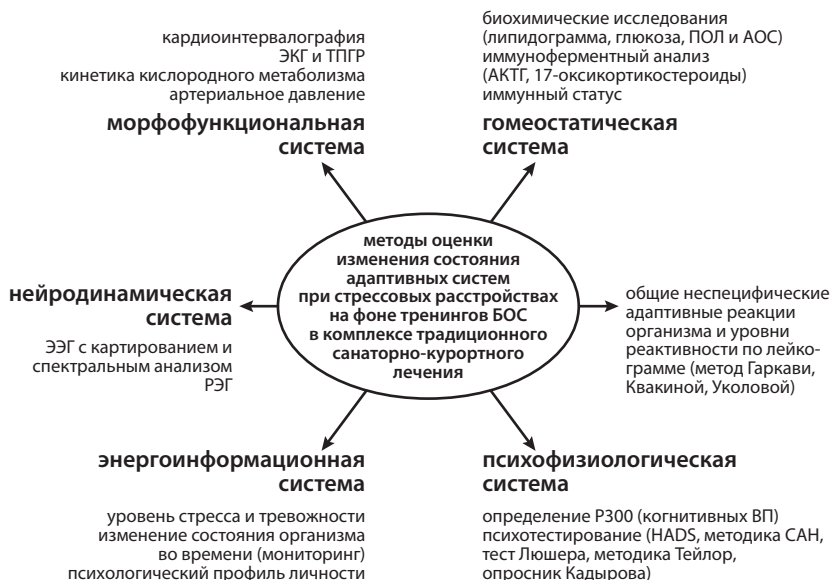 кардиоинтервалография
ЭКГ и ТПГР
кинетика кислородного метаболизма
артериальное давление
морфофункциональная
система
биохимические исследования
(липидограмма, глюкоза, ПОЛ и АОС)
иммуноферментный анализ
(АКТГ, 17-оксикортикостероиды)
иммунный статус
гомеостатическая
система
методы оценки
изменения состояния
адаптивных систем
при стрессовых расстройствах
на фоне тренингов БОС
в комплексе традиционного
санаторно-курортного
лечения
нейродинамическая
система
ЭЭГ с картированием и
спектральным анализом
РЭГ
общие неспецифические
адаптивные реакции
организма и уровни
реактивности по лейко-
грамме (метод Гаркави,
Квакиной, Уколовой)
энергоинформационная
система
уровень стресса и тревожности
изменение состояния организма
во времени (мониторинг)
психологический профиль личности
психофизиологическая
система
определение Р300 (когнитивных ВП)
психотестирование (HADS, методика САН,
тест Люшера, методика Тейлор,
опросник Кадырова)